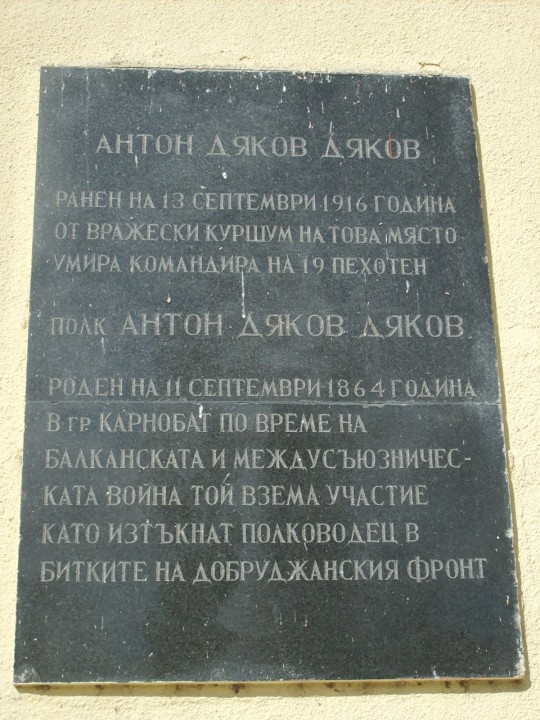 АНТОН ДЯКОВ ДЯКОВ
РАНЕН НА 13 СЕПТЕМВРИ 1916 ГОДИНА
ОТ ВРАЖЕСКИ КУРШУМ НА ТОВА МЯСТО
УМИРА КОМАНДИРА НА 19 ПЕХОТЕН
ПОЛК АНТОН ДЯКОВ ДЯКОВ
РОДЕН НА 11 СЕПТЕМВРИ 1864 ГОДИНА
В ГР КАРНОБАТ ПО ВРЕМЕ НА
БАЛКАНСКАТА И МЕЖДУСЪЮЗНИЧЕС-
КАТА ВОЙНА ТОЙ ВЗЕМА УЧАСТИЕ
КАТО ИЗТЪКНАТ ПОЛКОВОДЕЦ В
БИТКИТЕ НА ДОБРУДЖАНСКИЯ ФРОНТ